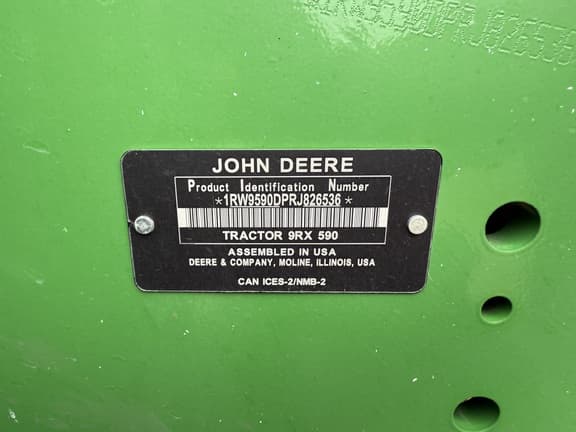 1RW9590DPRJ826536
JOHN DEERE
Product Identification Number
*1RW9590DPRJ826536*
TRACTOR 9RX 590
ASSEMBLED IN USA
DEERE & COMPANY, MOLINE, ILLINOIS, USA
CAN ICES-2/NMB-2